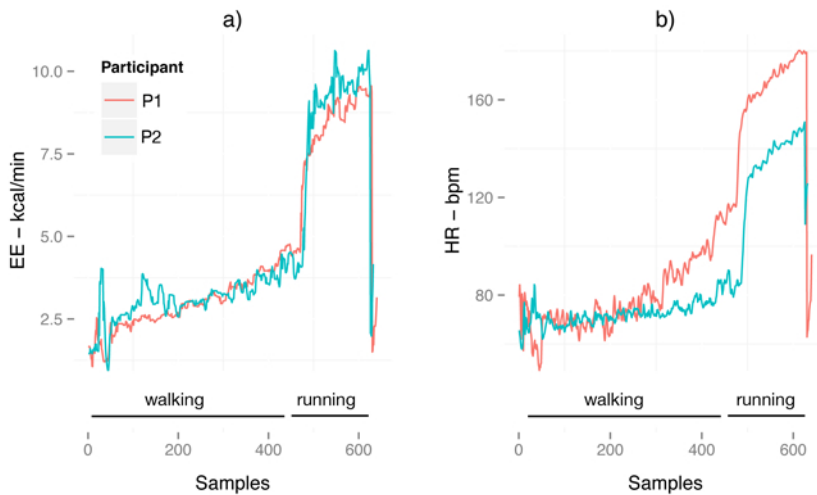 a)
EE – kcal/min
10.0
7.5
5.0
2.5
Participant
P1
P2
walking
running
0
200
400
600
Samples
b)
HR – bpm
160
120
80
walking
running
0
200
400
600
Samples